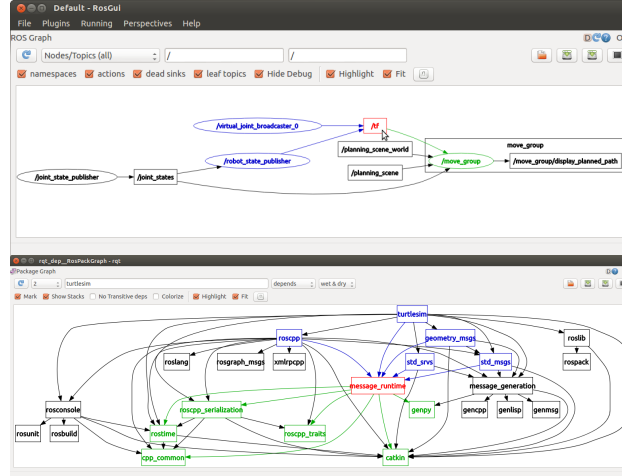 Default - RosGui
File Plugins Running Perspectives Help
ROS Graph D O
Nodes/Topics (all) / /
namespaces actions dead sinks leaf topics Hide Debug Highlight Fit
/virtual_joint_broadcaster_0 /tf
move_group
/planning_scene_world
/robot_state_publisher /move_group /move_group/display_planned_path
/planning_scene
/joint_state_publisher /joint_states
rqt_dep__RosPackGraph - rqt
Package Graph D
2 turtlesim depends wet & dry
Mark Show Stacks No Transitive deps Colorize Highlight Fit
turtlesim
roscpp geometry_msgs roslib
roslang rosgraph_msgs xmlrpcpp std_srvs std_msgs rospack
message_runtime message_generation
rosconsole roscpp_serialization genpy gencpp genlisp genmsg
rosunit rosbuild rostime roscpp_traits
cpp_common catkin